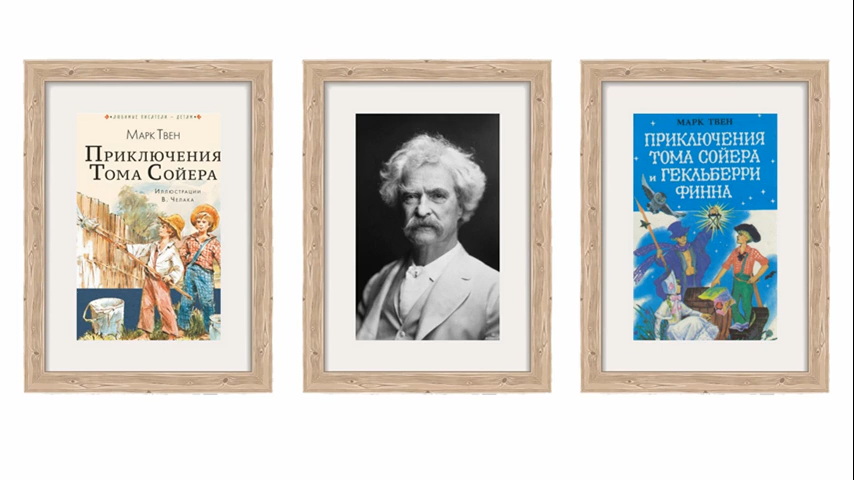 ЛЮБИМЫЕ ПИСАТЕЛИ – ДЕТЯМ
МАРК ТВЕН
ПРИКЛЮЧЕНИЯ
ТОМА СОЙЕРА
ИЛЛЮСТРАЦИИ
В. ЧЕЛАКА
МАРК ТВЕН
ПРИКЛЮЧЕНИЯ
ТОМА СОЙЕРА
И ГЕКЛЬБЕРРИ
ФИННА